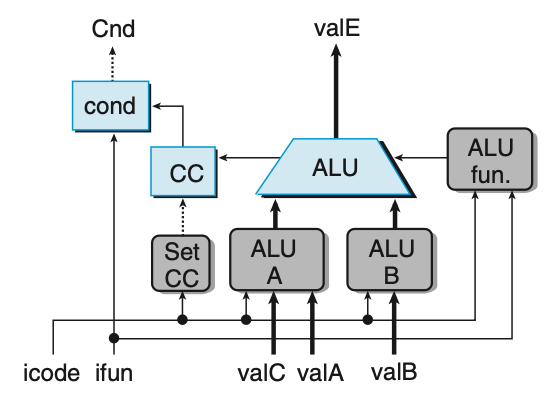 Cnd
valE
cond
CC
ALU
ALU
fun.
Set
CC
ALU
A
ALU
B
icode
ifun
valC
valA
valB